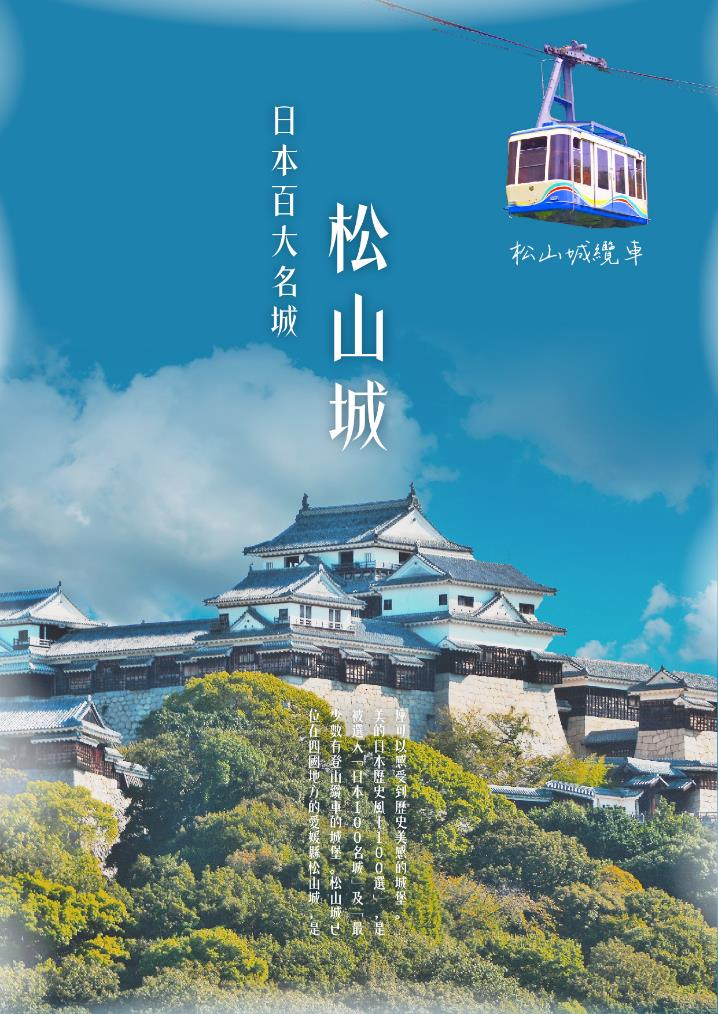 日本百大名城
松山城
松山城纜車
位在四國地方的愛媛縣松山城,是
少數有登山纜車的城堡。松山城已
被選入「日本100名城」及「最
美的日本歷史風土100選」,是
座可以感受到歷史美感的城堡。